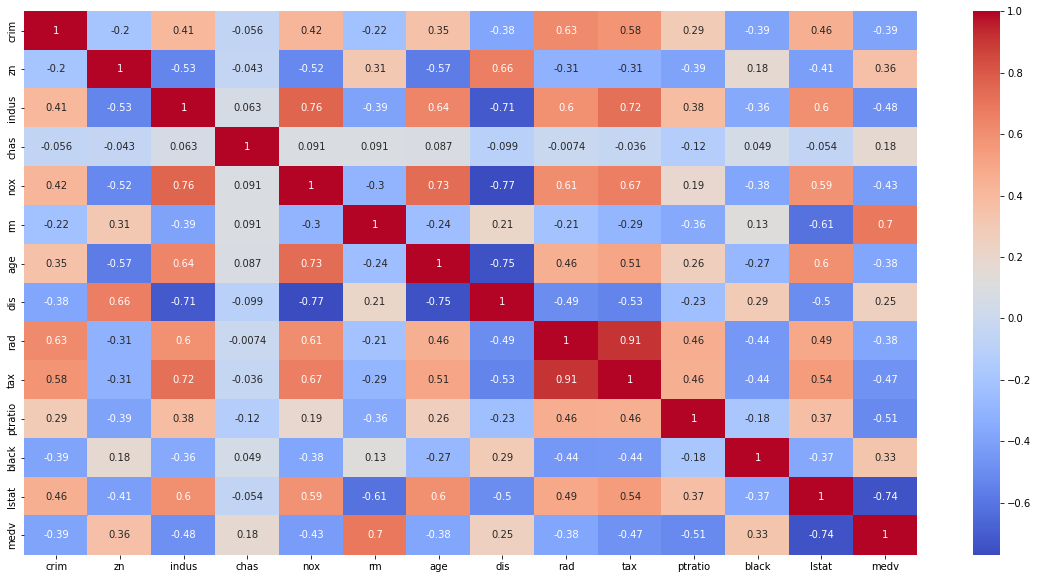 crim 1 -0.2 0.41 -0.056 0.42 -0.22 0.35 -0.38 0.63 0.58 0.29 -0.39 0.46 -0.39
zn -0.2 1 -0.53 -0.043 -0.52 0.31 -0.57 0.66 -0.31 -0.31 -0.39 0.18 -0.41 0.36
indus 0.41 -0.53 1 0.063 0.76 -0.39 0.64 -0.71 0.6 0.72 0.38 -0.36 0.6 -0.48
chas -0.056 -0.043 0.063 1 0.091 0.091 0.087 -0.099 -0.0074 -0.036 -0.12 0.049 -0.054 0.18
nox 0.42 -0.52 0.76 0.091 1 -0.3 0.73 -0.77 0.61 0.67 0.19 -0.38 0.59 -0.43
rm -0.22 0.31 -0.39 0.091 -0.3 1 -0.24 0.21 -0.21 -0.29 -0.36 0.13 -0.61 0.7
age 0.35 -0.57 0.64 0.087 0.73 -0.24 1 -0.75 0.46 0.51 0.26 -0.27 0.6 -0.38
dis -0.38 0.66 -0.71 -0.099 -0.77 0.21 -0.75 1 -0.49 -0.53 -0.23 0.29 -0.5 0.25
rad 0.63 -0.31 0.6 -0.0074 0.61 -0.21 0.46 -0.49 1 0.91 0.46 -0.44 0.49 -0.38
tax 0.58 -0.31 0.72 -0.036 0.67 -0.29 0.51 -0.53 0.91 1 0.46 -0.44 0.54 -0.47
ptratio 0.29 -0.39 0.38 -0.12 0.19 -0.36 0.26 -0.23 0.46 0.46 1 -0.18 0.37 -0.51
black -0.39 0.18 -0.36 0.049 -0.38 0.13 -0.27 0.29 -0.44 -0.44 -0.18 1 -0.37 0.33
lstat 0.46 -0.41 0.6 -0.054 0.59 -0.61 0.6 -0.5 0.49 0.54 0.37 -0.37 1 -0.74
medv -0.39 0.36 -0.48 0.18 -0.43 0.7 -0.38 0.25 -0.38 -0.47 -0.51 0.33 -0.74 1
crim zn indus chas nox rm age dis rad tax ptratio black lstat medv
1.0
0.8
0.6
0.4
0.2
0.0
−0.2
−0.4
−0.6